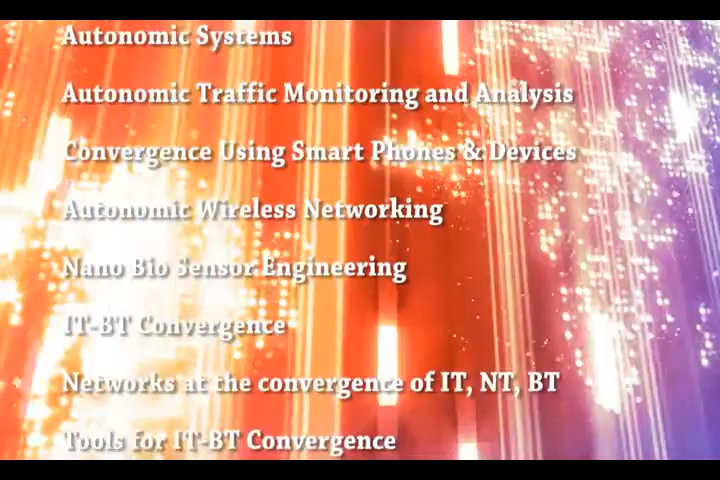 Autonomic Systems
Autonomic Traffic Monitoring and Analysis
Convergence Using Smart Phones & Devices
Autonomic Wireless Networking
Nano Bio Sensor Engineering
IT-BT Convergence
Networks at the convergence of IT, NT, BT
Tools for IT-BT Convergence